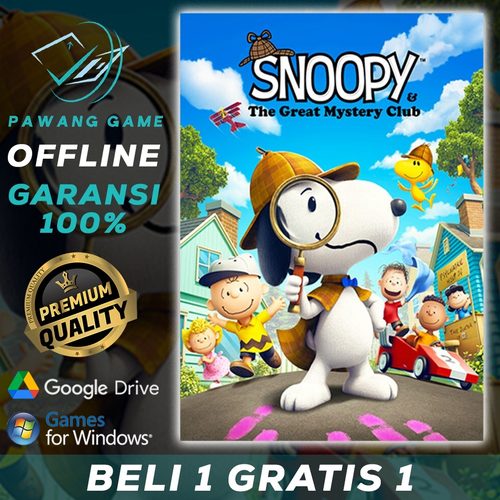 PAWANG GAME
OFFLINE
GARANSI
100%
PREMIUM
QUALITY
Google Drive
Games
for Windows®
SNOOPY™
&
The Great Mystery Club
BELI 1 GRATIS 1